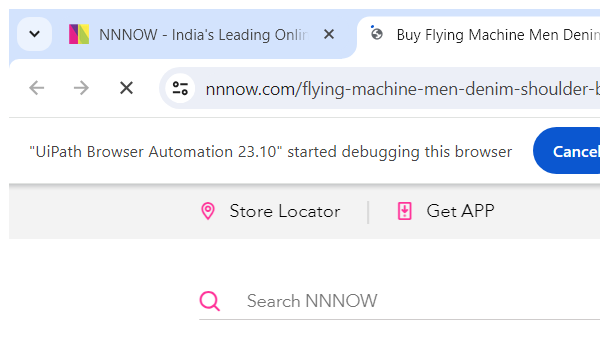 NNNOW - India's Leading Onli
Buy Flying Machine Men Denim
nnnow.com/flying-machine-men-denim-shoulder-b
"UiPath Browser Automation 23.10" started debugging this browser
Cancel
Store Locator
Get APP
Search NNNOW